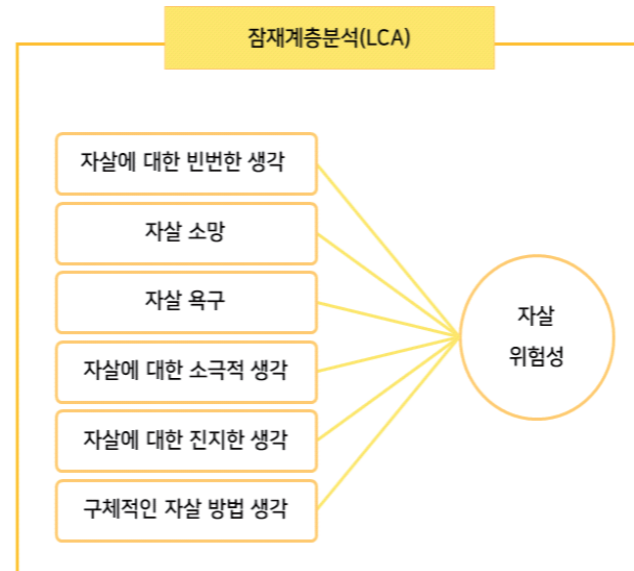 잠재계층분석(LCA)
자살에 대한 빈번한 생각
자살 소망
자살 욕구
자살에 대한 소극적 생각
자살에 대한 진지한 생각
구체적인 자살 방법 생각
자살
위험성